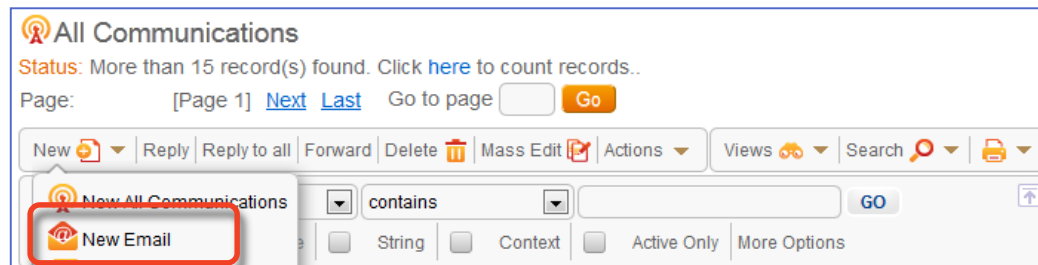 All Communications
Status: More than 15 record(s) found. Click here to count records..
Page: [Page 1] Next Last Go to page Go
New Reply Reply to all Forward Delete Mass Edit Actions Views Search
New All Communications contains GO
New Email String Context Active Only More Options